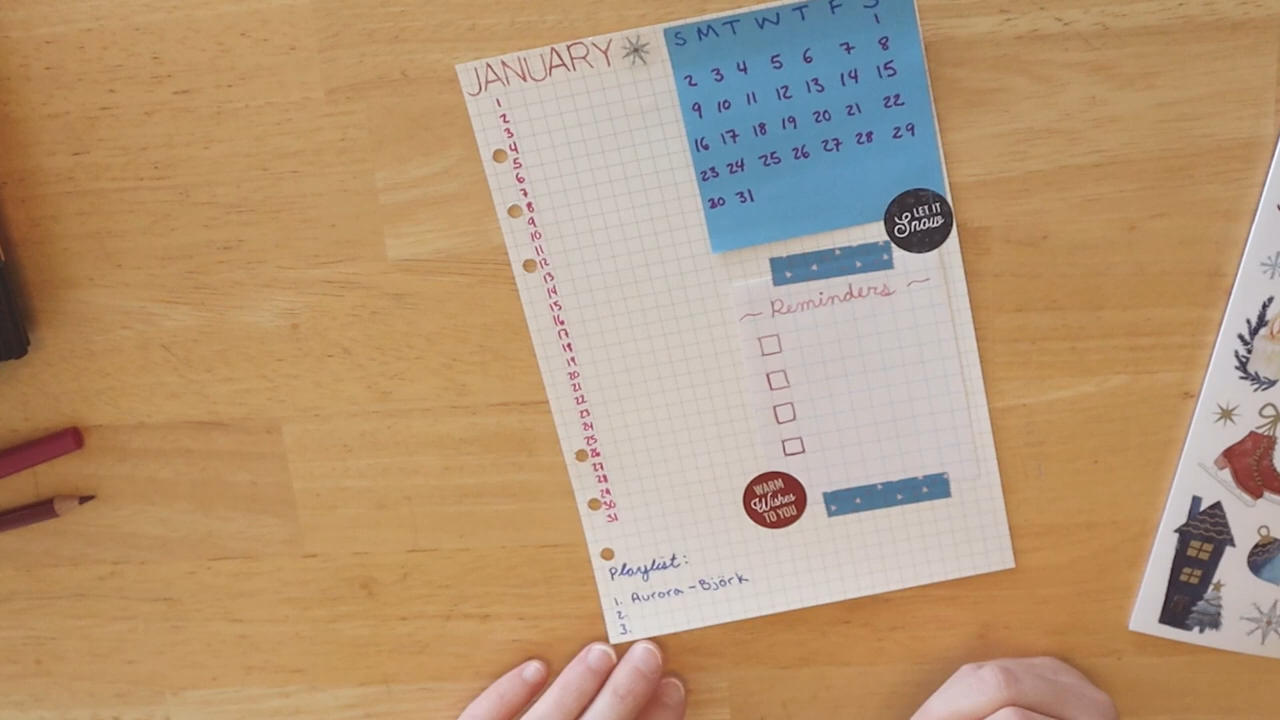 JANUARY
1
2
3
4
5
6
7
8
9
10
11
12
13
14
15
16
17
18
19
20
21
22
23
24
25
26
27
28
29
30
31
S M T W T F S
1
2 3 4 5 6 7 8
9 10 11 12 13 14 15
16 17 18 19 20 21 22
23 24 25 26 27 28 29
30 31
LET IT
Snow
~ Reminders ~
WARM
Wishes
TO YOU
Playlist:
1. Aurora - Björk
2.
3.